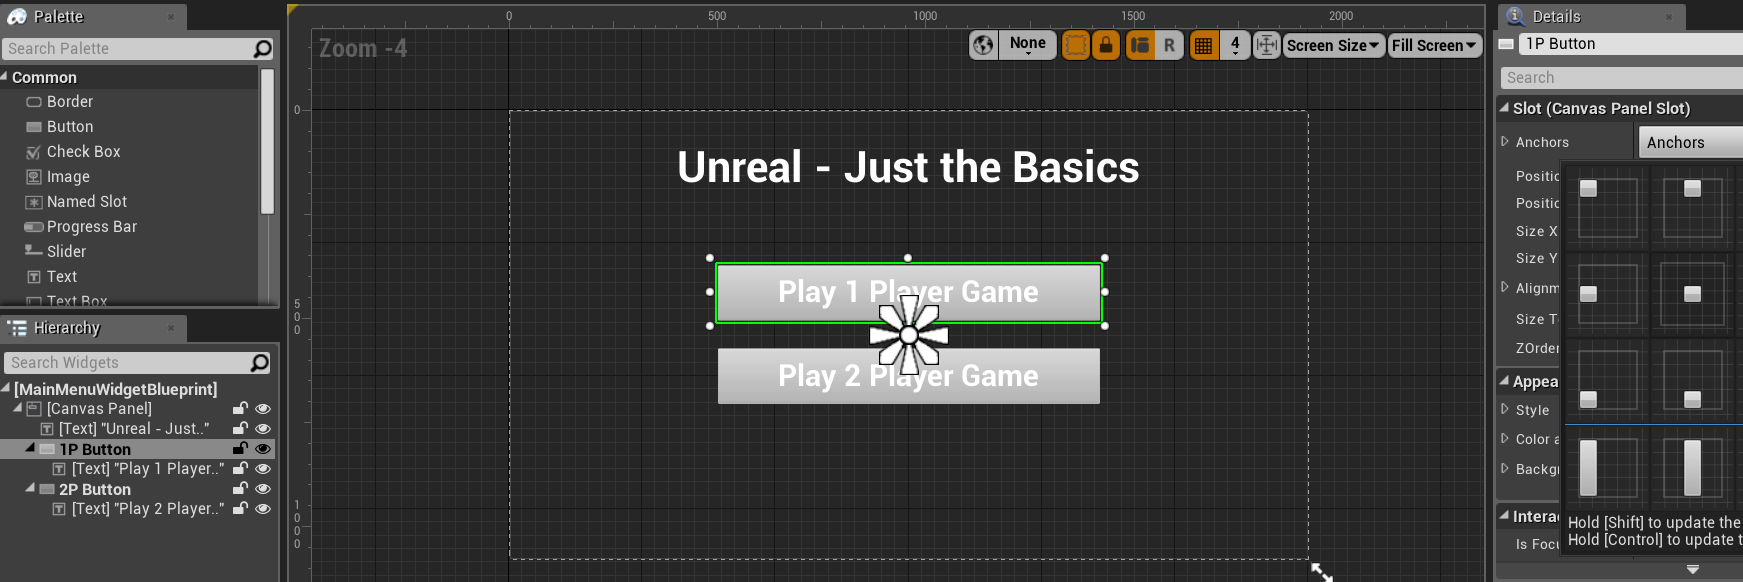 Palette
Search Palette
Common
Border
Button
Check Box
Image
Named Slot
Progress Bar
Slider
Text
Text Box
Hierarchy
Search Widgets
[MainMenuWidgetBlueprint]
[Canvas Panel]
[Text] "Unreal - Just.."
1P Button
[Text] "Play 1 Player.."
2P Button
[Text] "Play 2 Player.."
0 500 1000 1500 2000
Zoom -4
None R 4 Screen Size Fill Screen
0
500
1000
Unreal - Just the Basics
Play 1 Player Game
Play 2 Player Game
Details
1P Button
Search
Slot (Canvas Panel Slot)
Anchors Anchors
Positic
Positic
Size X
Size Y
Alignm
Size T
ZOrder
Appea
Style
Color a
Backg
Intera
Is Focu
Hold [Shift] to update the
Hold [Control] to update t